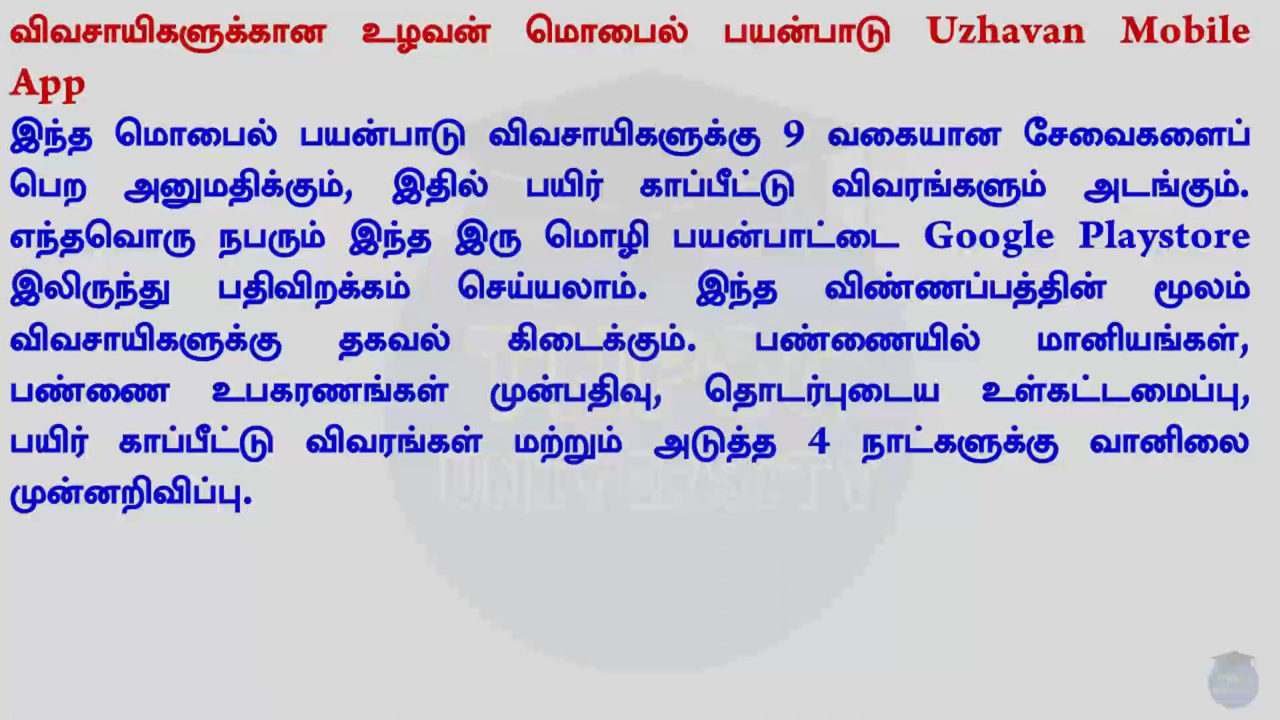 விவசாயிகளுக்கான உழவன் மொபைல் பயன்பாடு Uzhavan Mobile
App
இந்த மொபைல் பயன்பாடு விவசாயிகளுக்கு 9 வகையான சேவைகளைப்
பெற அனுமதிக்கும், இதில் பயிர் காப்பீட்டு விவரங்களும் அடங்கும்.
எந்தவொரு நபரும் இந்த இரு மொழி பயன்பாட்டை Google Playstore
இலிருந்து பதிவிறக்கம் செய்யலாம். இந்த விண்ணப்பத்தின் மூலம்
விவசாயிகளுக்கு தகவல் கிடைக்கும். பண்ணையில் மானியங்கள்,
பண்ணை உபகரணங்கள் முன்பதிவு, தொடர்புடைய உள்கட்டமைப்பு,
பயிர் காப்பீட்டு விவரங்கள் மற்றும் அடுத்த 4 நாட்களுக்கு வானிலை
முன்னறிவிப்பு.